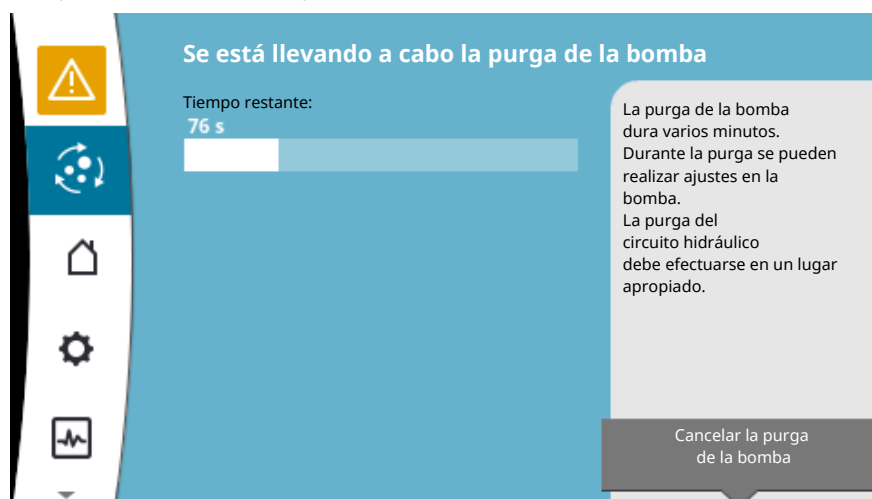 Se está llevando a cabo la purga de la bomba
Tiempo restante:
76 s
La purga de la bomba
dura varios minutos.
Durante la purga se pueden
realizar ajustes en la
bomba.
La purga del
circuito hidráulico
debe efectuarse en un lugar
apropiado.
Cancelar la purga
de la bomba